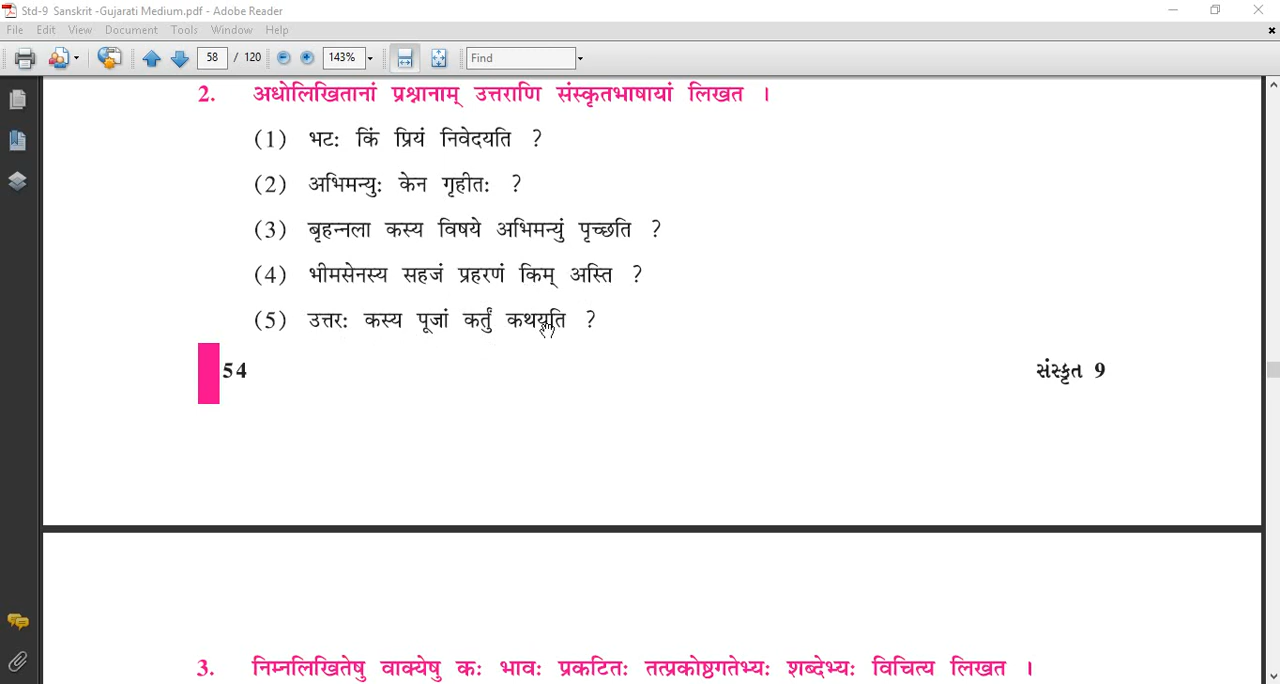 Std-9 Sanskrit -Gujarati Medium.pdf - Adobe Reader
File Edit View Document Tools Window Help
58 / 120 143% Find
2. अधोलिखितानां प्रश्नानाम् उत्तराणि संस्कृतभाषायां लिखत ।
(1) भटः किं प्रियं निवेदयति ?
(2) अभिमन्युः केन गृहीतः ?
(3) बृहन्नला कस्य विषये अभिमन्युं पृच्छति ?
(4) भीमसेनस्य सहजं प्रहरणं किम् अस्ति ?
(5) उत्तरः कस्य पूजां कर्तुं कथयति ?
54 સંસ્કૃત 9
3. निम्नलिखितेषु वाक्येषु कः भावः प्रकटितः तत्प्रकोष्ठगतेभ्यः शब्देभ्यः विचित्य लिखत ।